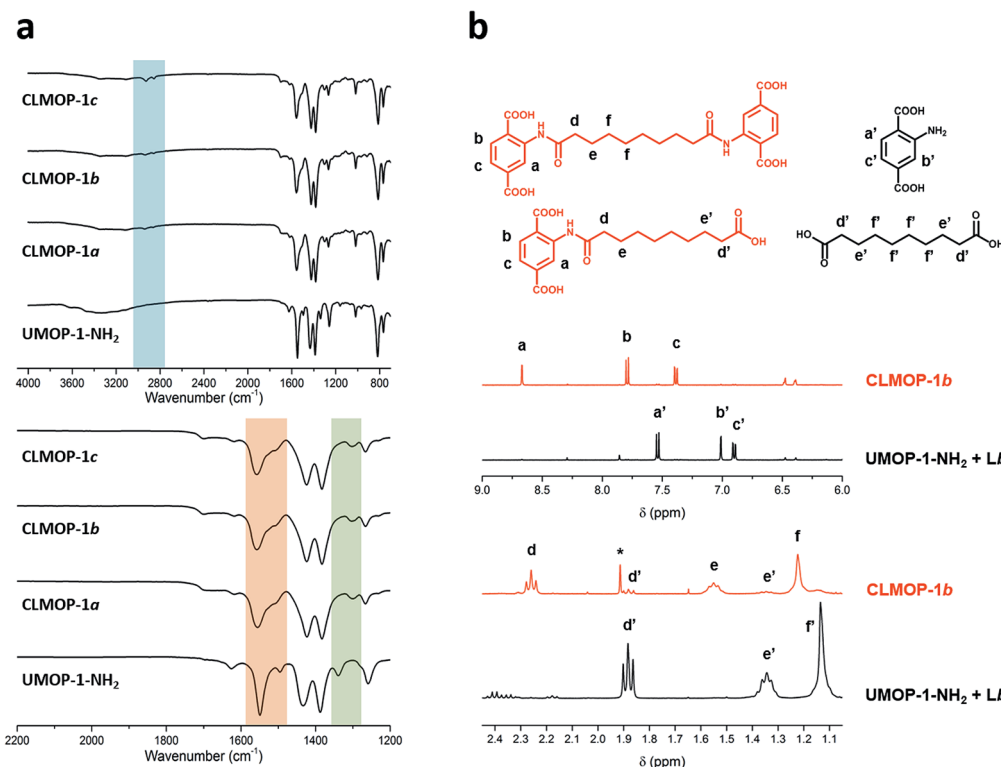 a
CLMOP-1c
CLMOP-1b
CLMOP-1a
UMOP-1-NH₂
4000 3600 3200 2800 2400 2000 1600 1200 800
Wavenumber (cm⁻¹)
CLMOP-1c
CLMOP-1b
CLMOP-1a
UMOP-1-NH₂
2200 2000 1800 1600 1400 1200
Wavenumber (cm⁻¹)
b
COOH
b
c
a
COOH
H
N
O
d
e
f
f
O
N
H
COOH
COOH
COOH
a'
c'
b'
NH₂
COOH
COOH
b
c
a
COOH
H
N
O
d
e
e'
d'
O
OH
d'
e'
f'
f'
f'
f'
e'
d'
HO
O
O
OH
a b c
CLMOP-1b
a' b' c'
UMOP-1-NH₂ + L
9.0 8.5 8.0 7.5 7.0 6.5 6.0
δ (ppm)
d * d' e e' f
CLMOP-1b
d' e' f'
UMOP-1-NH₂ + L
2.4 2.3 2.2 2.1 2.0 1.9 1.8 1.7 1.6 1.5 1.4 1.3 1.2 1.1
δ (ppm)